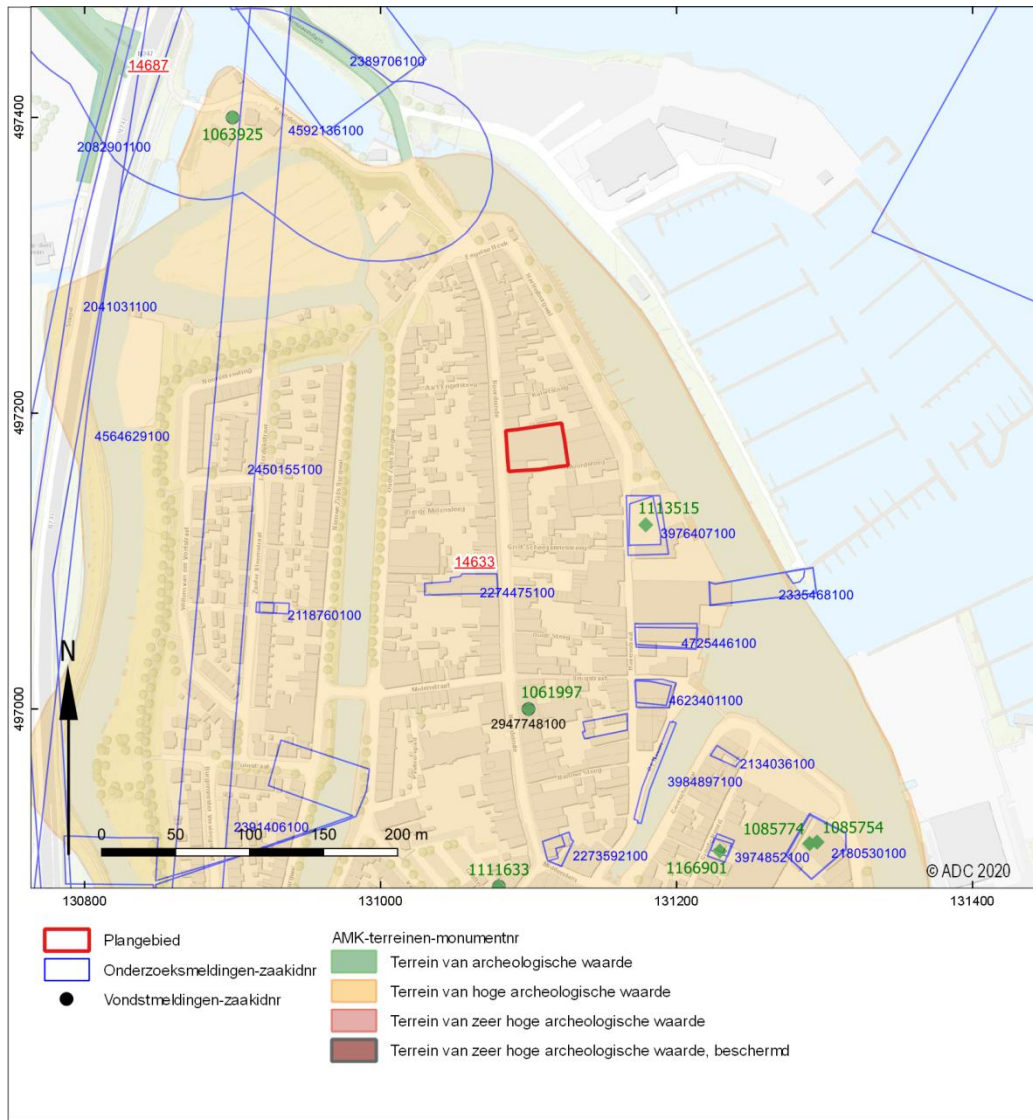 2389706100
14687
497400
1063925
4592136100
2082901100
2041031100
497200
4564629100
2450155100
1113515
3976407100
14633
2274475100
2335468100
2118760100
4725446100
N
497000
Molenstraat
1061997
2947748100
4623401100
2134036100
3984897100
2391406100
0 50 100 150 200 m
2273592100
1085774
1085754
3974852100
2180530100
1166901
1111633
© ADC 2020
130800
131000
131200
131400
Plangebied
Onderzoeksmeldingen-zaakidnr
Vondstmeldingen-zaakidnr
AMK-terreinen-monumentnr
Terrein van archeologische waarde
Terrein van hoge archeologische waarde
Terrein van zeer hoge archeologische waarde
Terrein van zeer hoge archeologische waarde, beschermd